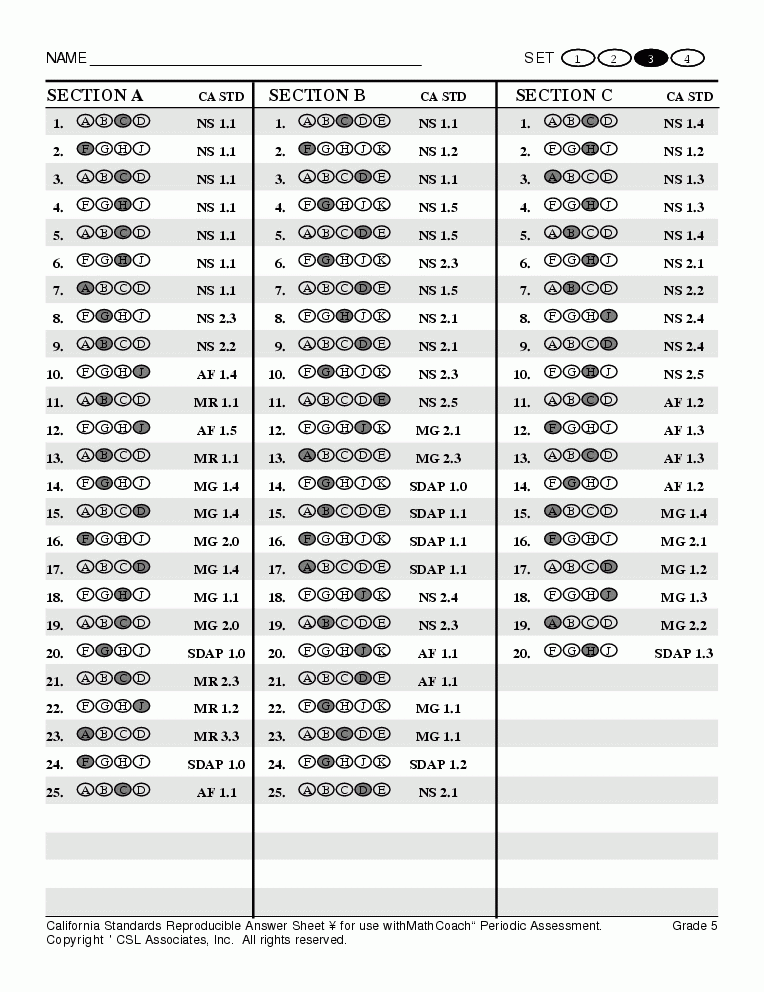 NAME SET 1 2 3 4
SECTION A CA STD SECTION B CA STD SECTION C CA STD
1. A B C D NS 1.1 1. A B C D E NS 1.1 1. A B C D NS 1.4
2. F G H J NS 1.1 2. F G H J K NS 1.2 2. F G H J NS 1.2
3. A B C D NS 1.1 3. A B C D E NS 1.1 3. A B C D NS 1.3
4. F G H J NS 1.1 4. F G H J K NS 1.5 4. F G H J NS 1.3
5. A B C D NS 1.1 5. A B C D E NS 1.5 5. A B C D NS 1.4
6. F G H J NS 1.1 6. F G H J K NS 2.3 6. F G H J NS 2.1
7. A B C D NS 1.1 7. A B C D E NS 1.5 7. A B C D NS 2.2
8. F G H J NS 2.3 8. F G H J K NS 2.1 8. F G H J NS 2.4
9. A B C D NS 2.2 9. A B C D E NS 2.1 9. A B C D NS 2.4
10. F G H J AF 1.4 10. F G H J K NS 2.3 10. F G H J NS 2.5
11. A B C D MR 1.1 11. A B C D E NS 2.5 11. A B C D AF 1.2
12. F G H J AF 1.5 12. F G H J K MG 2.1 12. F G H J AF 1.3
13. A B C D MR 1.1 13. A B C D E MG 2.3 13. A B C D AF 1.3
14. F G H J MG 1.4 14. F G H J K SDAP 1.0 14. F G H J AF 1.2
15. A B C D MG 1.4 15. A B C D E SDAP 1.1 15. A B C D MG 1.4
16. F G H J MG 2.0 16. F G H J K SDAP 1.1 16. F G H J MG 2.1
17. A B C D MG 1.4 17. A B C D E SDAP 1.1 17. A B C D MG 1.2
18. F G H J MG 1.1 18. F G H J K NS 2.4 18. F G H J MG 1.3
19. A B C D MG 2.0 19. A B C D E NS 2.3 19. A B C D MG 2.2
20. F G H J SDAP 1.0 20. F G H J K AF 1.1 20. F G H J SDAP 1.3
21. A B C D MR 2.3 21. A B C D E AF 1.1
22. F G H J MR 1.2 22. F G H J K MG 1.1
23. A B C D MR 3.3 23. A B C D E MG 1.1
24. F G H J SDAP 1.0 24. F G H J K SDAP 1.2
25. A B C D AF 1.1 25. A B C D E NS 2.1
California Standards Reproducible Answer Sheet ¥ for use withMathCoach“ Periodic Assessment. Grade 5
Copyright ’ CSL Associates, Inc. All rights reserved.